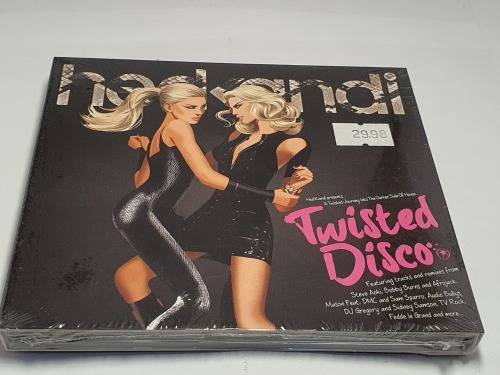 hedkandi
29.98
Hed Kandi presents...
A Twisted Journey Into The Darker Side Of House...
Twisted
Disco
Featuring tracks and remixes from
Steve Aoki, Bobby Burns and Afrojack,
Mason Feat. DMC and Sam Sparro, Audio Bullys,
DJ Gregory and Sidney Samson, TV Rock,
Fedde le Grand and more...